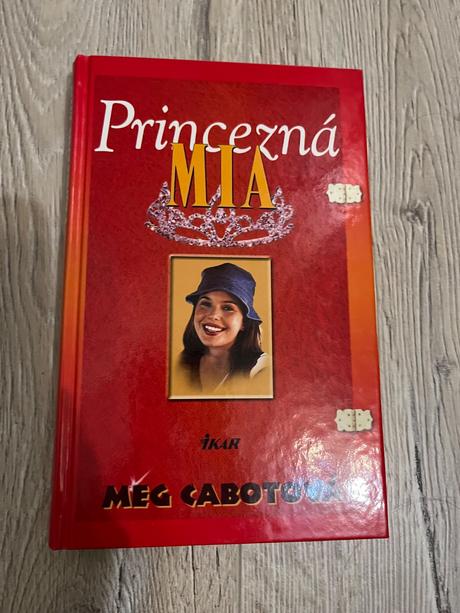 Princezná
MIA
IKAR
MEG CABOTOVÁ